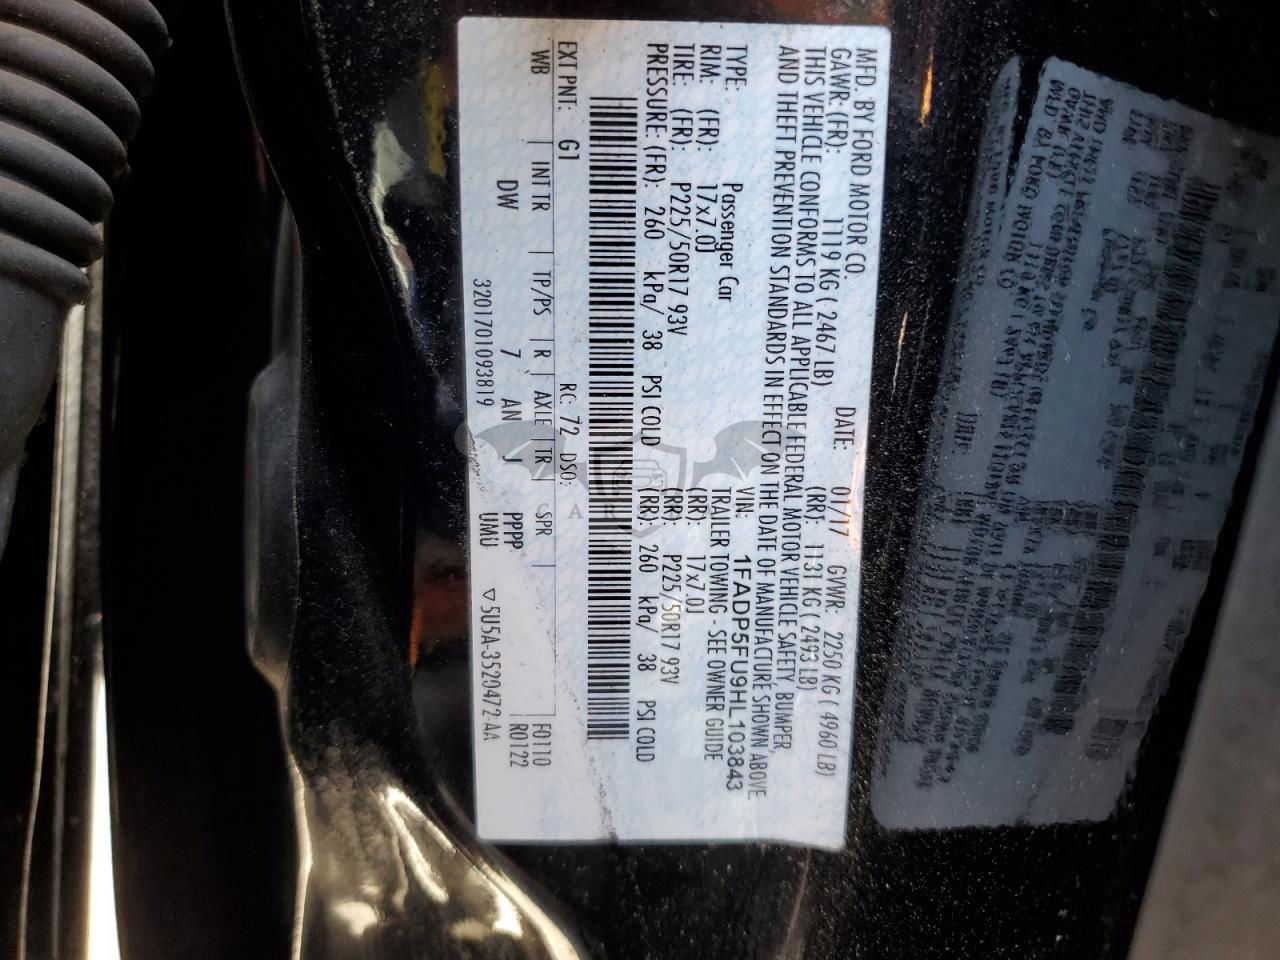 MFD. BY FORD MOTOR CO. DATE: 01/17 GVWR: 2250 KG ( 4960 LB)
GAWR: (FR): 1119 KG ( 2467 LB) (RR): 1131 KG ( 2493 LB)
THIS VEHICLE CONFORMS TO ALL APPLICABLE FEDERAL MOTOR VEHICLE SAFETY, BUMPER,
AND THEFT PREVENTION STANDARDS IN EFFECT ON THE DATE OF MANUFACTURE SHOWN ABOVE.
VIN: 1FADP5FU9HL103843
TYPE: Passenger Car TRAILER TOWING - SEE OWNER GUIDE
RIM: (FR): 17x7.0J (RR): 17x7.0J
TIRE: (FR): P225/50R17 93V (RR): P225/50R17 93V
PRESSURE: (FR): 260 kPa/ 38 PSI COLD (RR): 260 kPa/ 38 PSI COLD
EXT PNT: G1 RC: 72 DSO: F0110
WB INT TR TP/PS R AXLE TR SPR R0122
DW 7 AN J PPPP
3201701093819 UMU ▽ 5U5A-3520472-AA